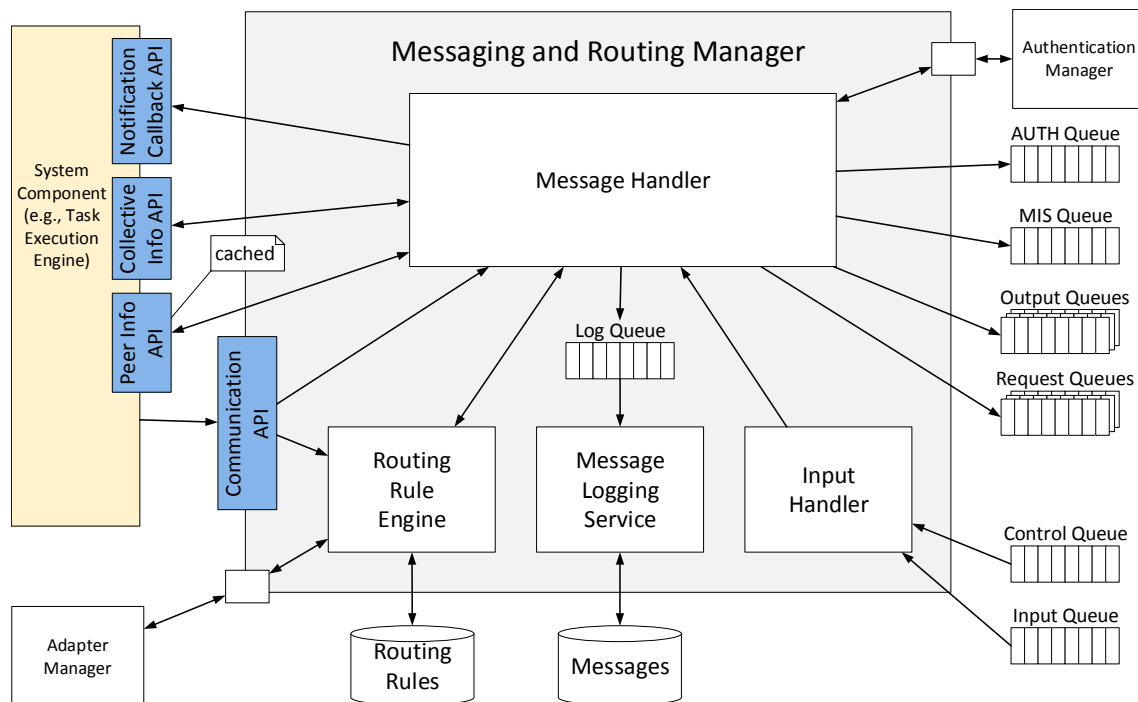 Messaging and Routing Manager
Authentication
Manager
Notification
Callback API
Message Handler
AUTH Queue
System
Component
(e.g., Task
Execution
Engine)
Collective
Info API
MIS Queue
cached
Peer Info
API
Output Queues
Log Queue
Request Queues
Communication
API
Routing
Rule
Engine
Message
Logging
Service
Input
Handler
Control Queue
Input Queue
Adapter
Manager
Routing
Rules
Messages